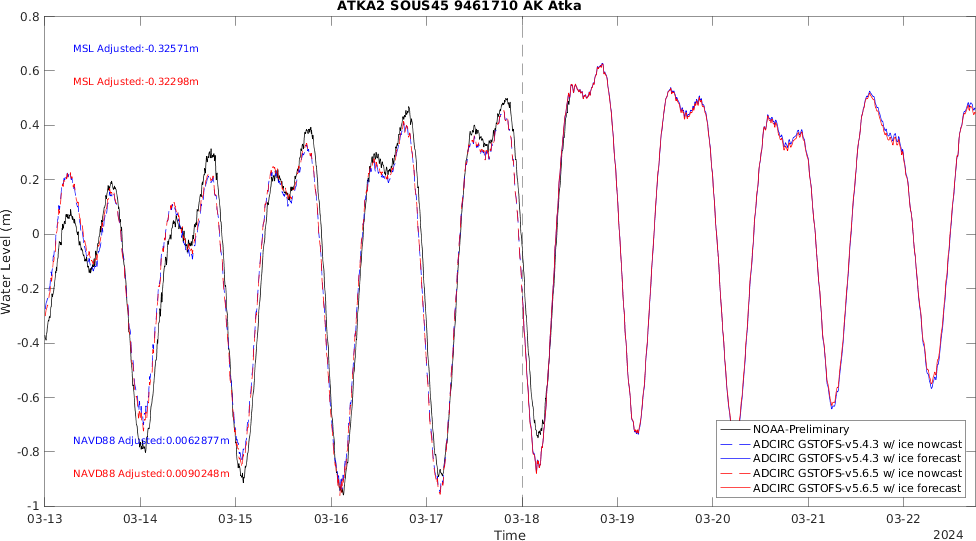 ATKA2 SOUS45 9461710 AK Atka
0.8
0.6
0.4
0.2
0
-0.2
-0.4
-0.6
-0.8
-1
Water Level (m)
MSL Adjusted:-0.32571m
MSL Adjusted:-0.32298m
NAVD88 Adjusted:0.0062877m
NAVD88 Adjusted:0.0090248m
NOAA-Preliminary
ADCIRC GSTOFS-v5.4.3 w/ ice nowcast
ADCIRC GSTOFS-v5.4.3 w/ ice forecast
ADCIRC GSTOFS-v5.6.5 w/ ice nowcast
ADCIRC GSTOFS-v5.6.5 w/ ice forecast
03-13 03-14 03-15 03-16 03-17 03-18 03-19 03-20 03-21 03-22
Time
2024